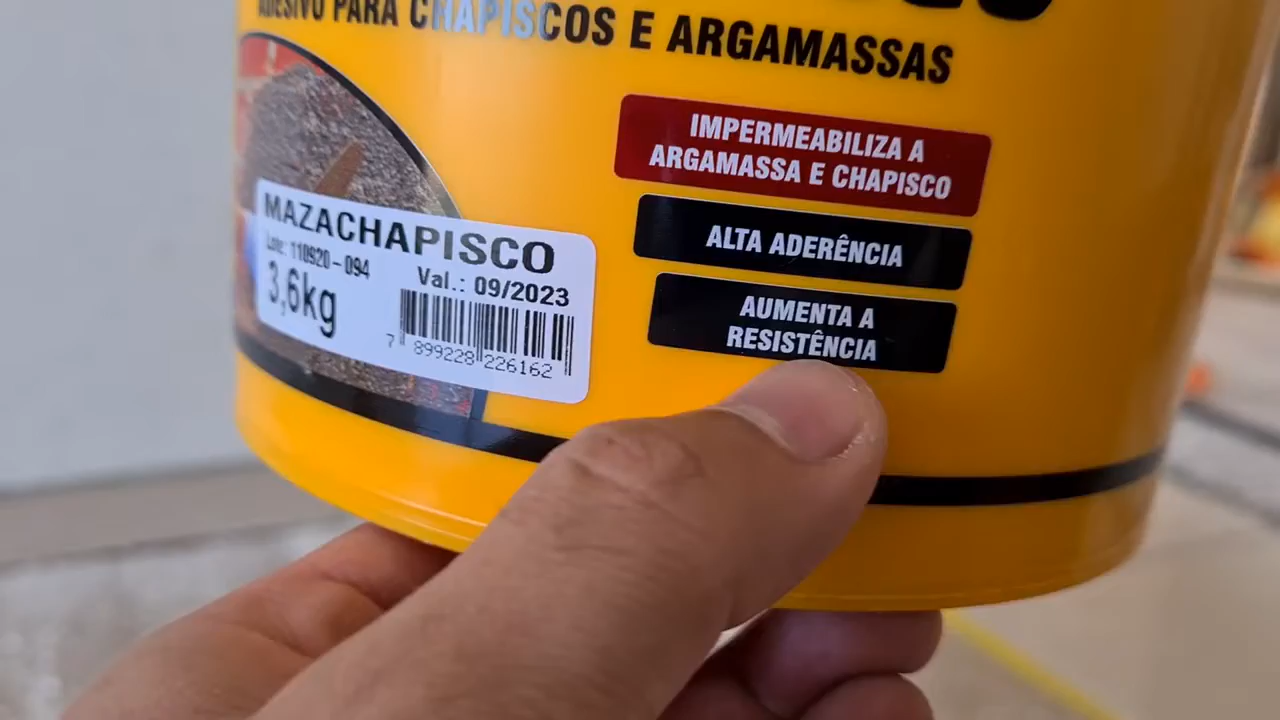 ADESIVO PARA CHAPISCOS E ARGAMASSAS
IMPERMEABILIZA A
ARGAMASSA E CHAPISCO
ALTA ADERÊNCIA
AUMENTA A
RESISTÊNCIA
MAZACHAPISCO
Lote: 110920-094
Val.: 09/2023
3,6kg
7 899228 226162